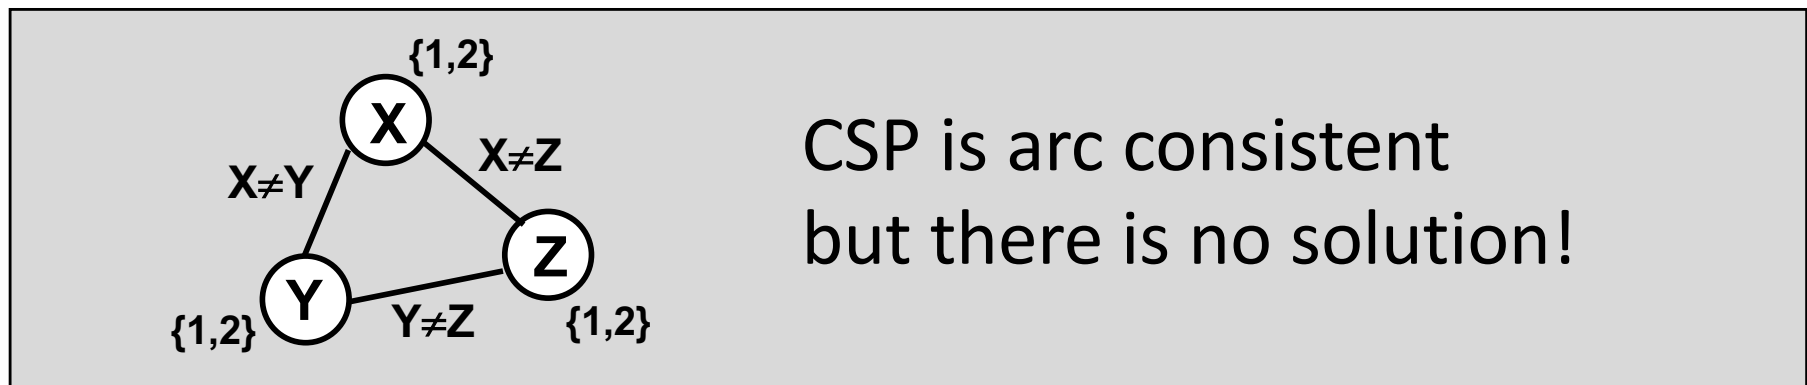 {1,2}
X
X≠Z
X≠Y
Z
Y
Y≠Z
{1,2}
{1,2}
CSP is arc consistent
but there is no solution!